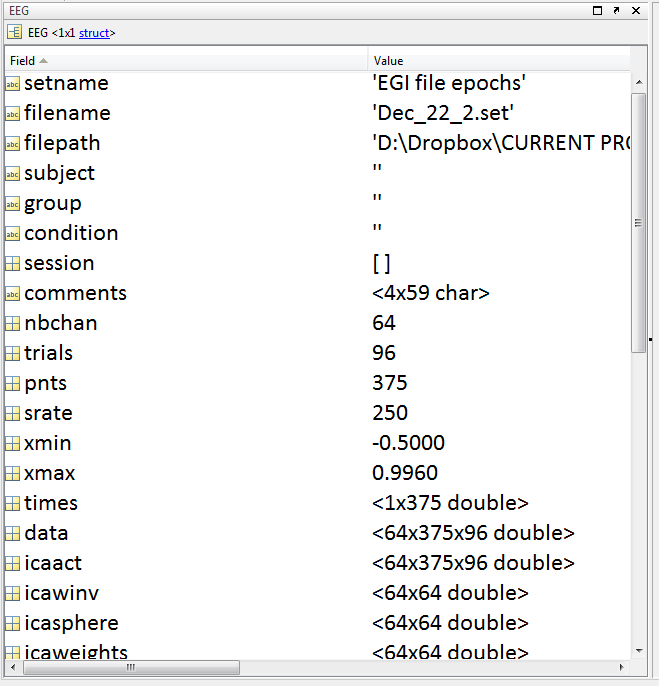 EEG
EEG <1x1 struct>
Field Value
setname 'EGI file epochs'
filename 'Dec_22_2.set'
filepath 'D:\Dropbox\CURRENT PRO
subject ''
group ''
condition ''
session [ ]
comments <4x59 char>
nbchan 64
trials 96
pnts 375
srate 250
xmin -0.5000
xmax 0.9960
times <1x375 double>
data <64x375x96 double>
icaact <64x375x96 double>
icawinv <64x64 double>
icasphere <64x64 double>
icaweights <64x64 double>